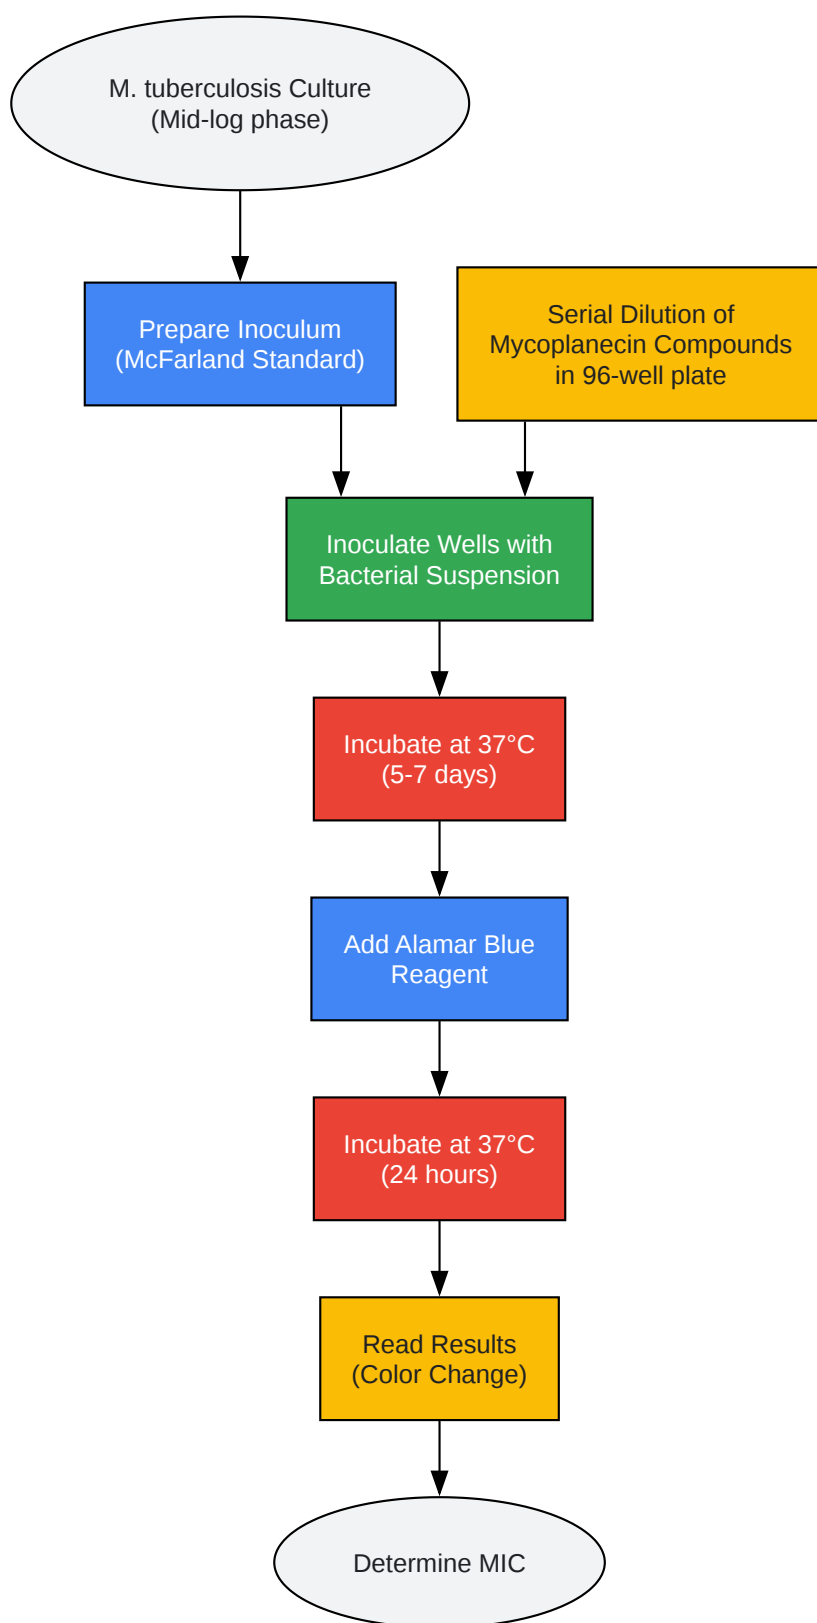 M. tuberculosis Culture
(Mid-log phase)
Prepare Inoculum
(McFarland Standard)
Serial Dilution of
Mycoplanecin Compounds
in 96-well plate
Inoculate Wells with
Bacterial Suspension
Incubate at 37°C
(5-7 days)
Add Alamar Blue
Reagent
Incubate at 37°C
(24 hours)
Read Results
(Color Change)
Determine MIC